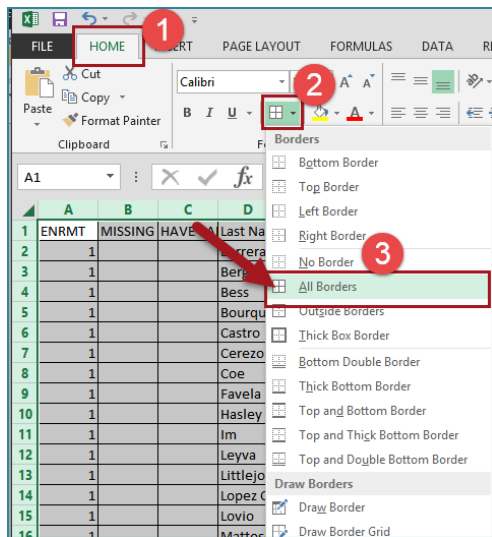 1
FILE HOME INSERT PAGE LAYOUT FORMULAS DATA
2
Cut
Copy
Format Painter
Paste
Clipboard
Calibri
B I U A
A A
A1 fx
Borders
Bottom Border
Top Border
Left Border
Right Border
No Border
3
All Borders
Outside Borders
Thick Box Border
Bottom Double Border
Thick Bottom Border
Top and Bottom Border
Top and Thick Bottom Border
Top and Double Bottom Border
Draw Borders
Draw Border
Draw Border Grid
A B C D
1 ENRMT MISSING HAVE Last Na
2 1
3 1 Berg
4 1 Bess
5 1 Bourqu
6 1 Castro
7 1 Cerezo
8 1 Coe
9 1 Favela
10 1 Hasley
11 1 Im
12 1 Leyva
13 1 Littlejo
14 1 Lopez
15 1 Lovio
16 1 Mattos